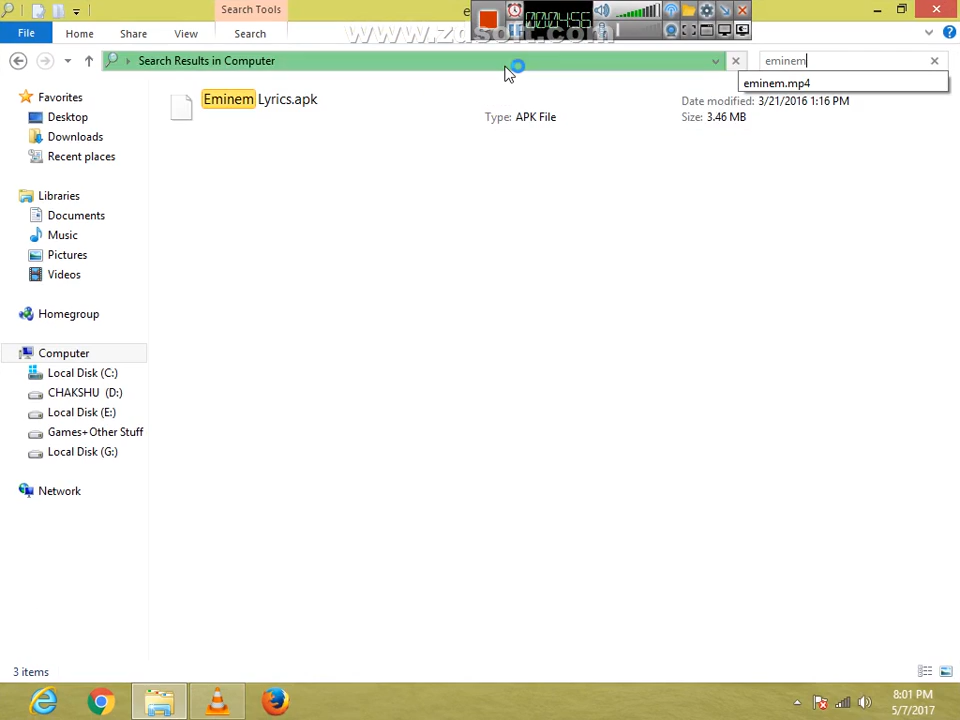 Search Tools
File
Home
Share
View
Search
www.zdsoft.com
Search Results in Computer
eminem
eminem.mp4
Eminem Lyrics.apk
Type: APK File
Date modified: 3/21/2016 1:16 PM
Size: 3.46 MB
Favorites
Desktop
Downloads
Recent places
Libraries
Documents
Music
Pictures
Videos
Homegroup
Computer
Local Disk (C:)
CHAKSHU (D:)
Local Disk (E:)
Games+Other Stuff
Local Disk (G:)
Network
3 items
8:01 PM
5/7/2017